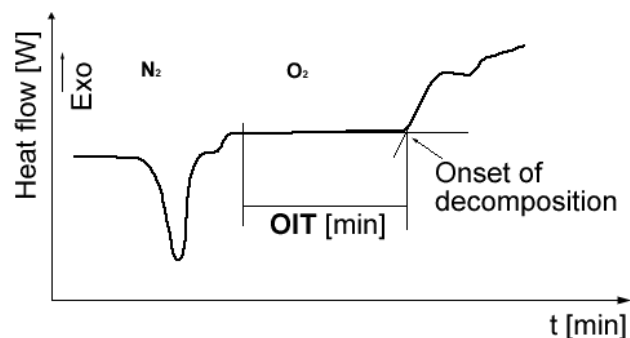 Heat flow [W]
Exo
N₂
O₂
Onset of
decomposition
OIT [min]
t [min]